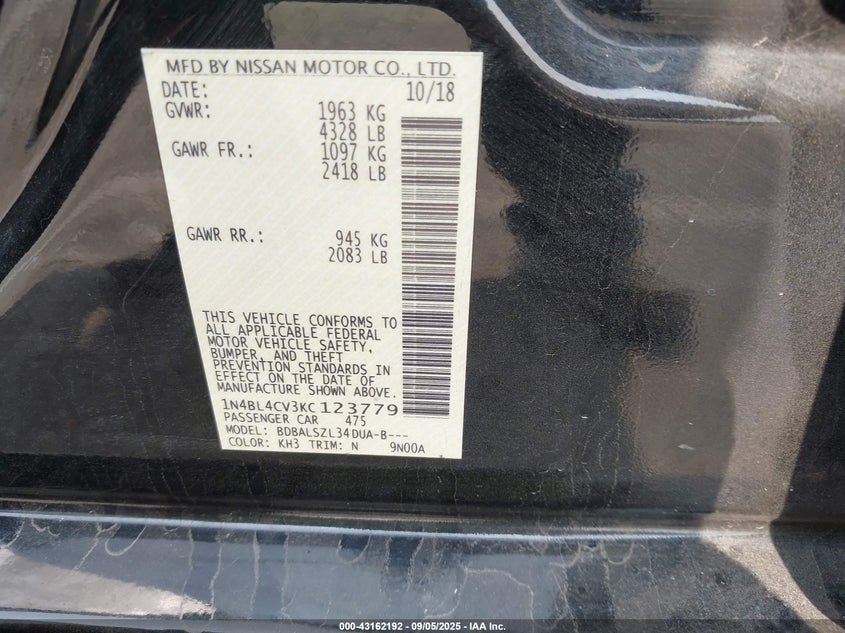 MFD BY NISSAN MOTOR CO., LTD.
DATE: 10/18
GVWR: 1963 KG
4328 LB
GAWR FR.: 1097 KG
2418 LB
GAWR RR.: 945 KG
2083 LB
THIS VEHICLE CONFORMS TO
ALL APPLICABLE FEDERAL
MOTOR VEHICLE SAFETY,
BUMPER, AND THEFT
PREVENTION STANDARDS IN
EFFECT ON THE DATE OF
MANUFACTURE SHOWN ABOVE.
1N4BL4CV3KC123779
PASSENGER CAR 475
MODEL: BDBALSZL34DUA-B---
COLOR: KH3 TRIM: N 9N00A
000-43162192 - 09/05/2025 - IAA Inc.